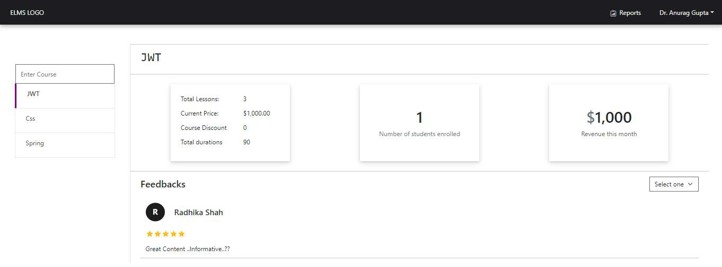 ELMS LOGO Reports Dr. Anurag Gupta
Enter Course
JWT
Css
Spring
JWT
Total Lessons: 3
Current Price: $1,000.00
Course Discount 0
Total durations 90
1
Number of students enrolled
$1,000
Revenue this month
Feedbacks Select one
R Radhika Shah
Great Content ..Informative..??